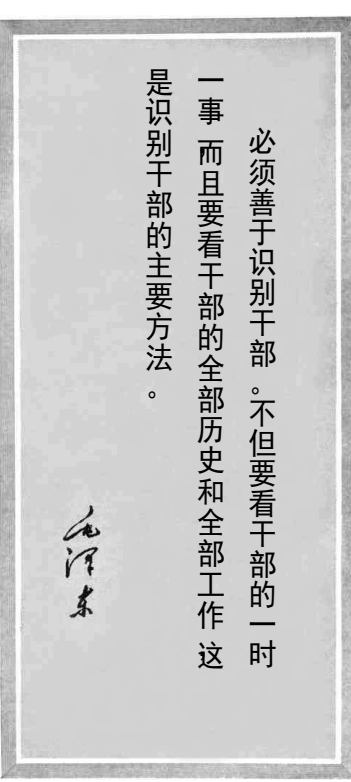 必须善于识别干部。不但要看干部的一时
一事 而且要看干部的全部历史和全部工作 这
是识别干部的主要方法。
毛泽东